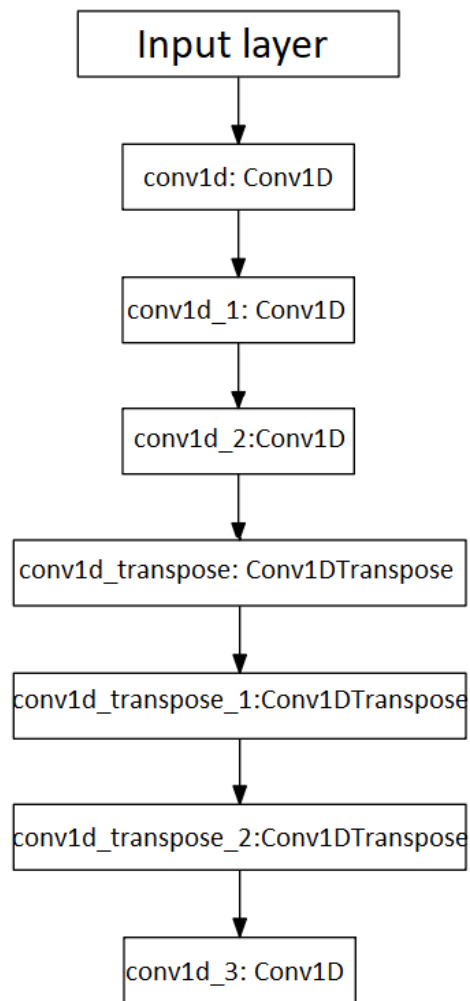 Input layer
conv1d: Conv1D
conv1d_1: Conv1D
conv1d_2:Conv1D
conv1d_transpose: Conv1DTranspose
conv1d_transpose_1:Conv1DTranspose
conv1d_transpose_2:Conv1DTranspose
conv1d_3: Conv1D